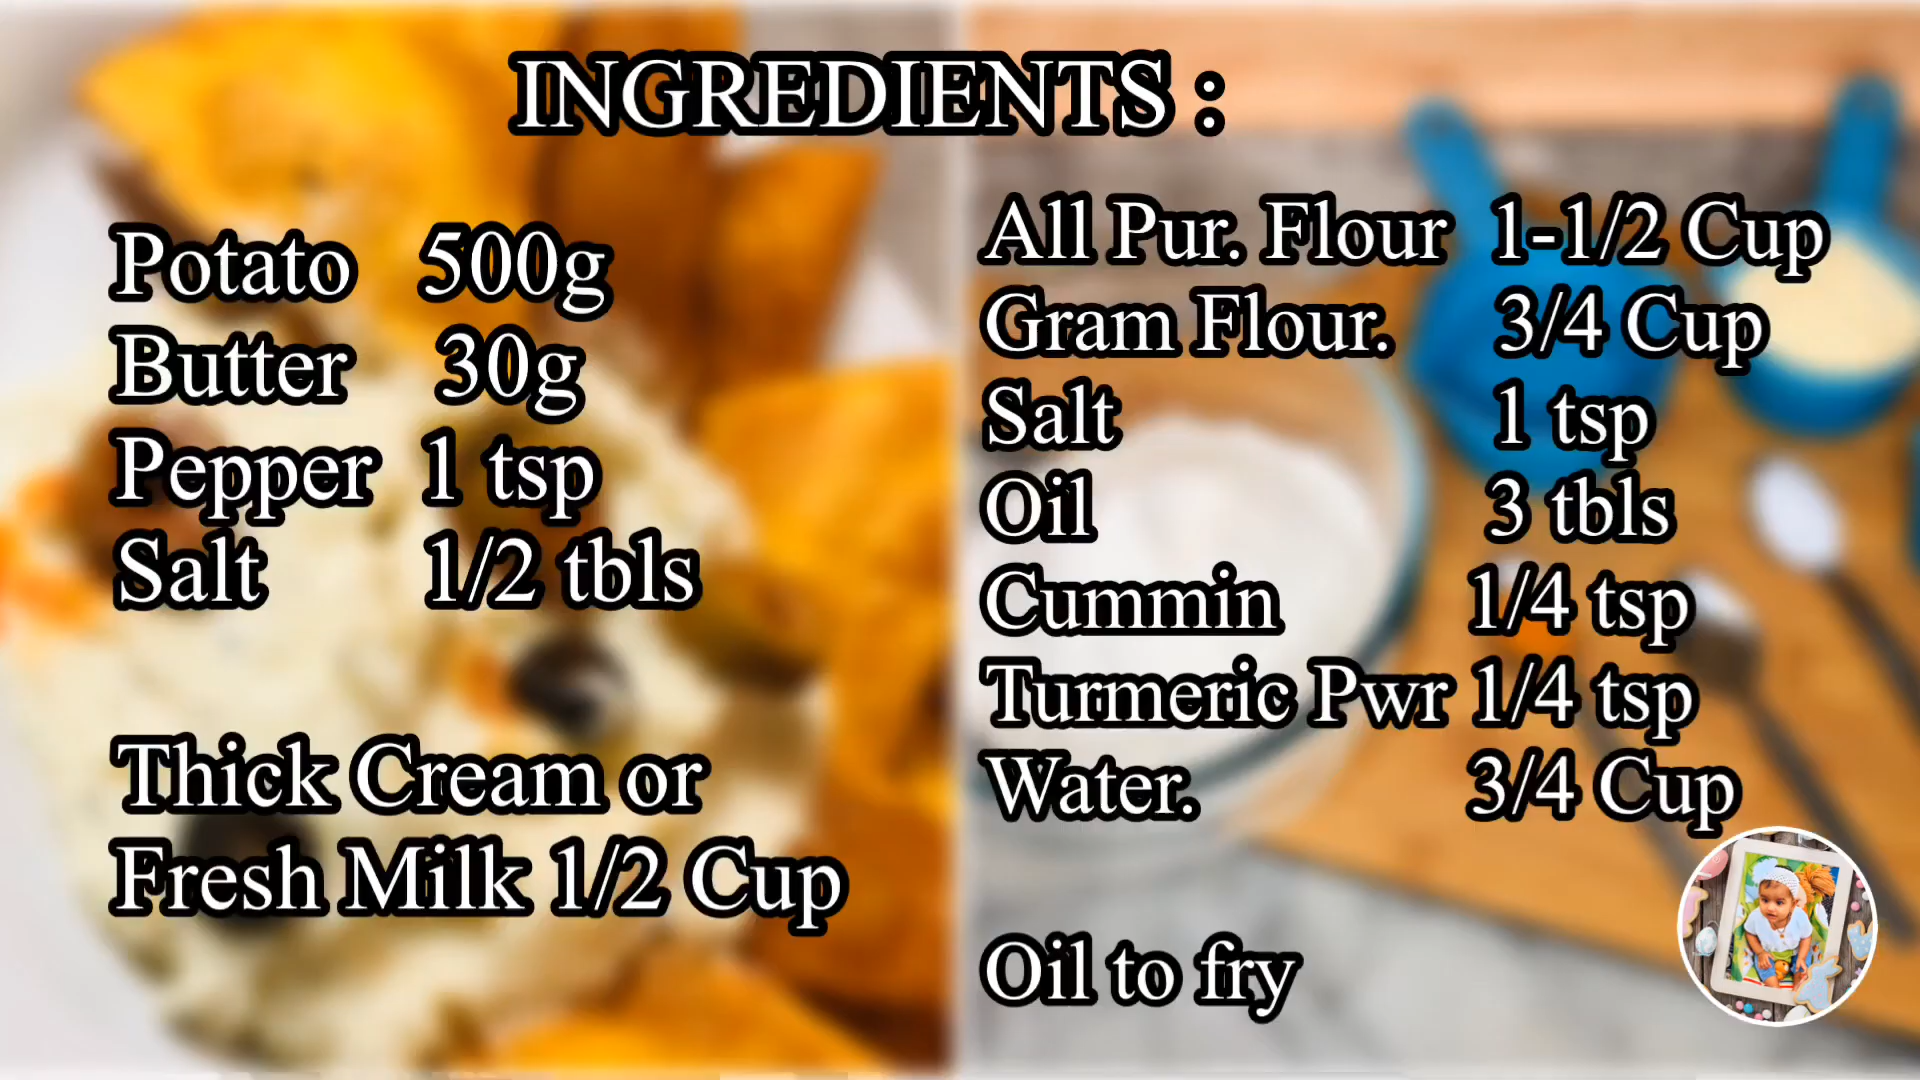 INGREDIENTS :
Potato 500g
Butter 30g
Pepper 1 tsp
Salt 1/2 tbls
Thick Cream or
Fresh Milk 1/2 Cup
All Pur. Flour 1-1/2 Cup
Gram Flour. 3/4 Cup
Salt 1 tsp
Oil 3 tbls
Cummin 1/4 tsp
Turmeric Pwr 1/4 tsp
Water. 3/4 Cup
Oil to fry